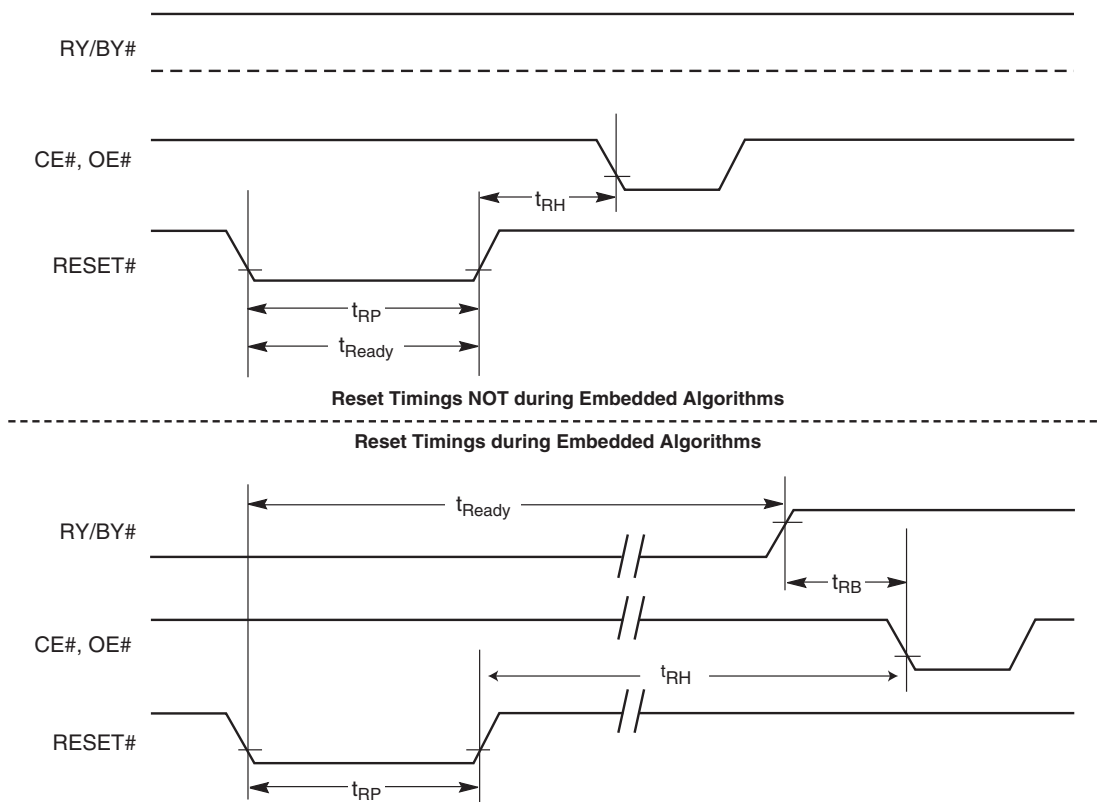 RY/BY#
CE#, OE#
tRH
RESET#
tRP
tReady
Reset Timings NOT during Embedded Algorithms
Reset Timings during Embedded Algorithms
tReady
RY/BY#
tRB
CE#, OE#
tRH
RESET#
tRP